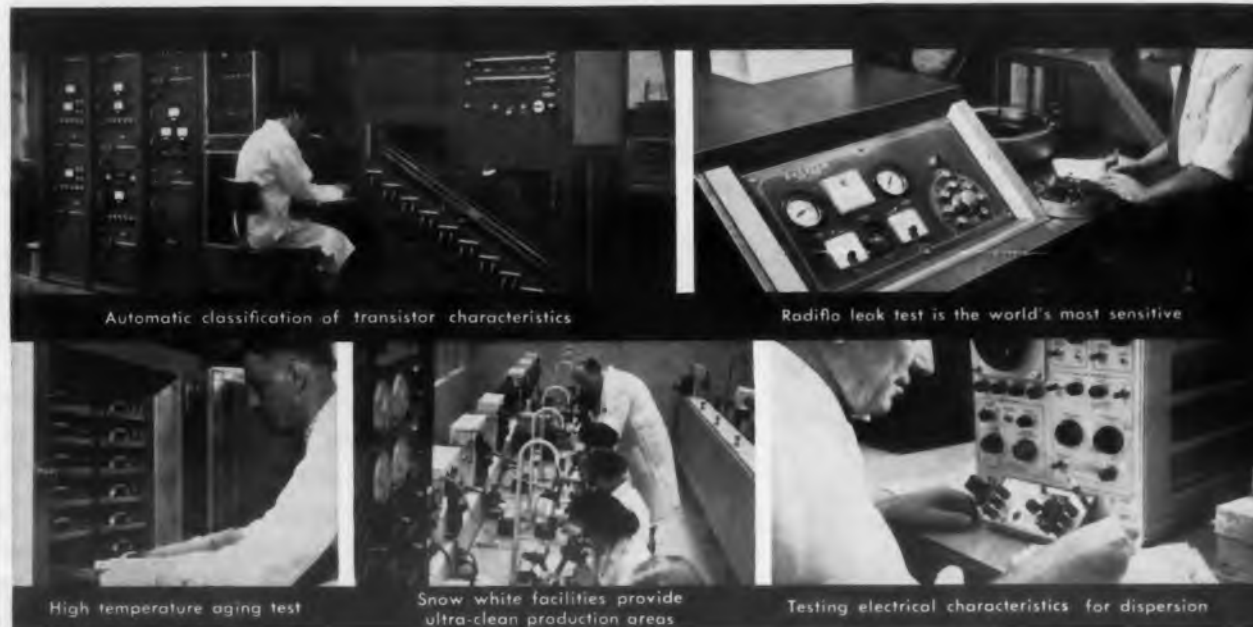 Automatic classification of transistor characteristics
Radiflo leak test is the world's most sensitive
High temperature aging test
Snow white facilities provide
ultra-clean production areas
Testing electrical characteristics for dispersion